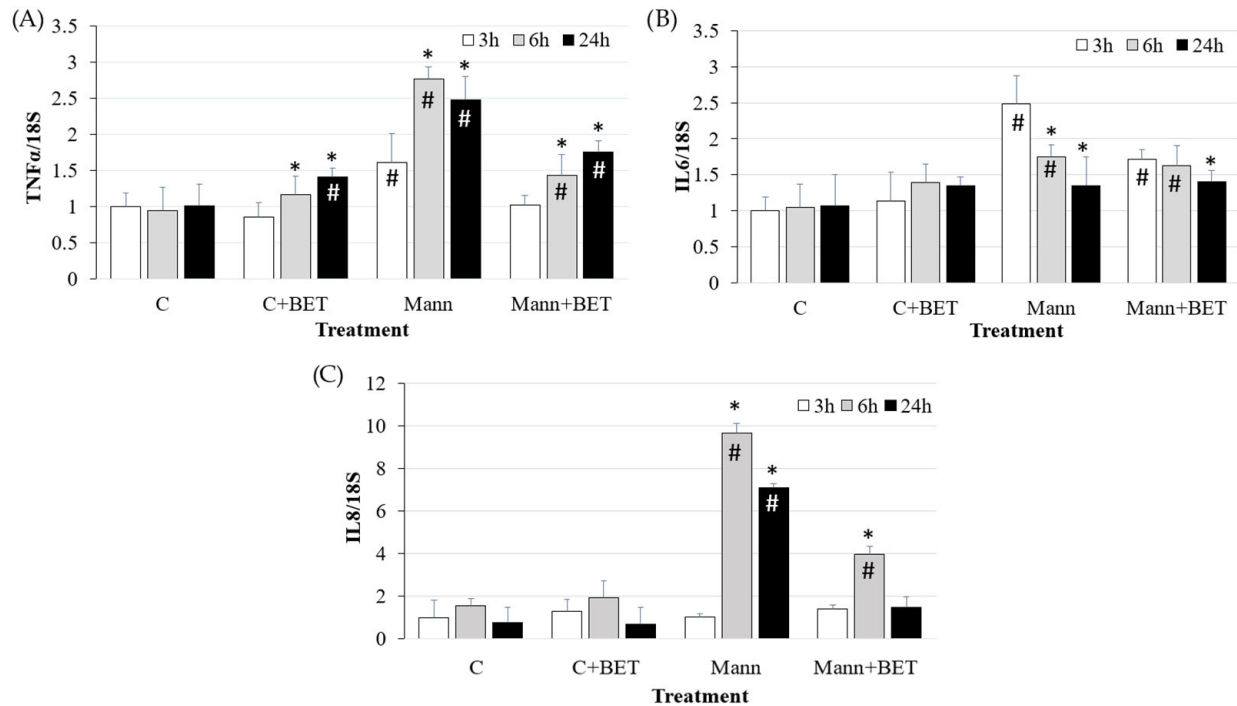 (A)
3.5
3
2.5
2
1.5
1
0.5
0
TNFα/18S
3h 6h 24h
* * * * * *
# # # # # #
C C+BET Mann Mann+BET
Treatment
(B)
3.5
3
2.5
2
1.5
1
0.5
0
IL6/18S
3h 6h 24h
* * *
# # # #
C C+BET Mann Mann+BET
Treatment
(C)
12
10
8
6
4
2
0
IL8/18S
3h 6h 24h
* * *
# # #
C C+BET Mann Mann+BET
Treatment